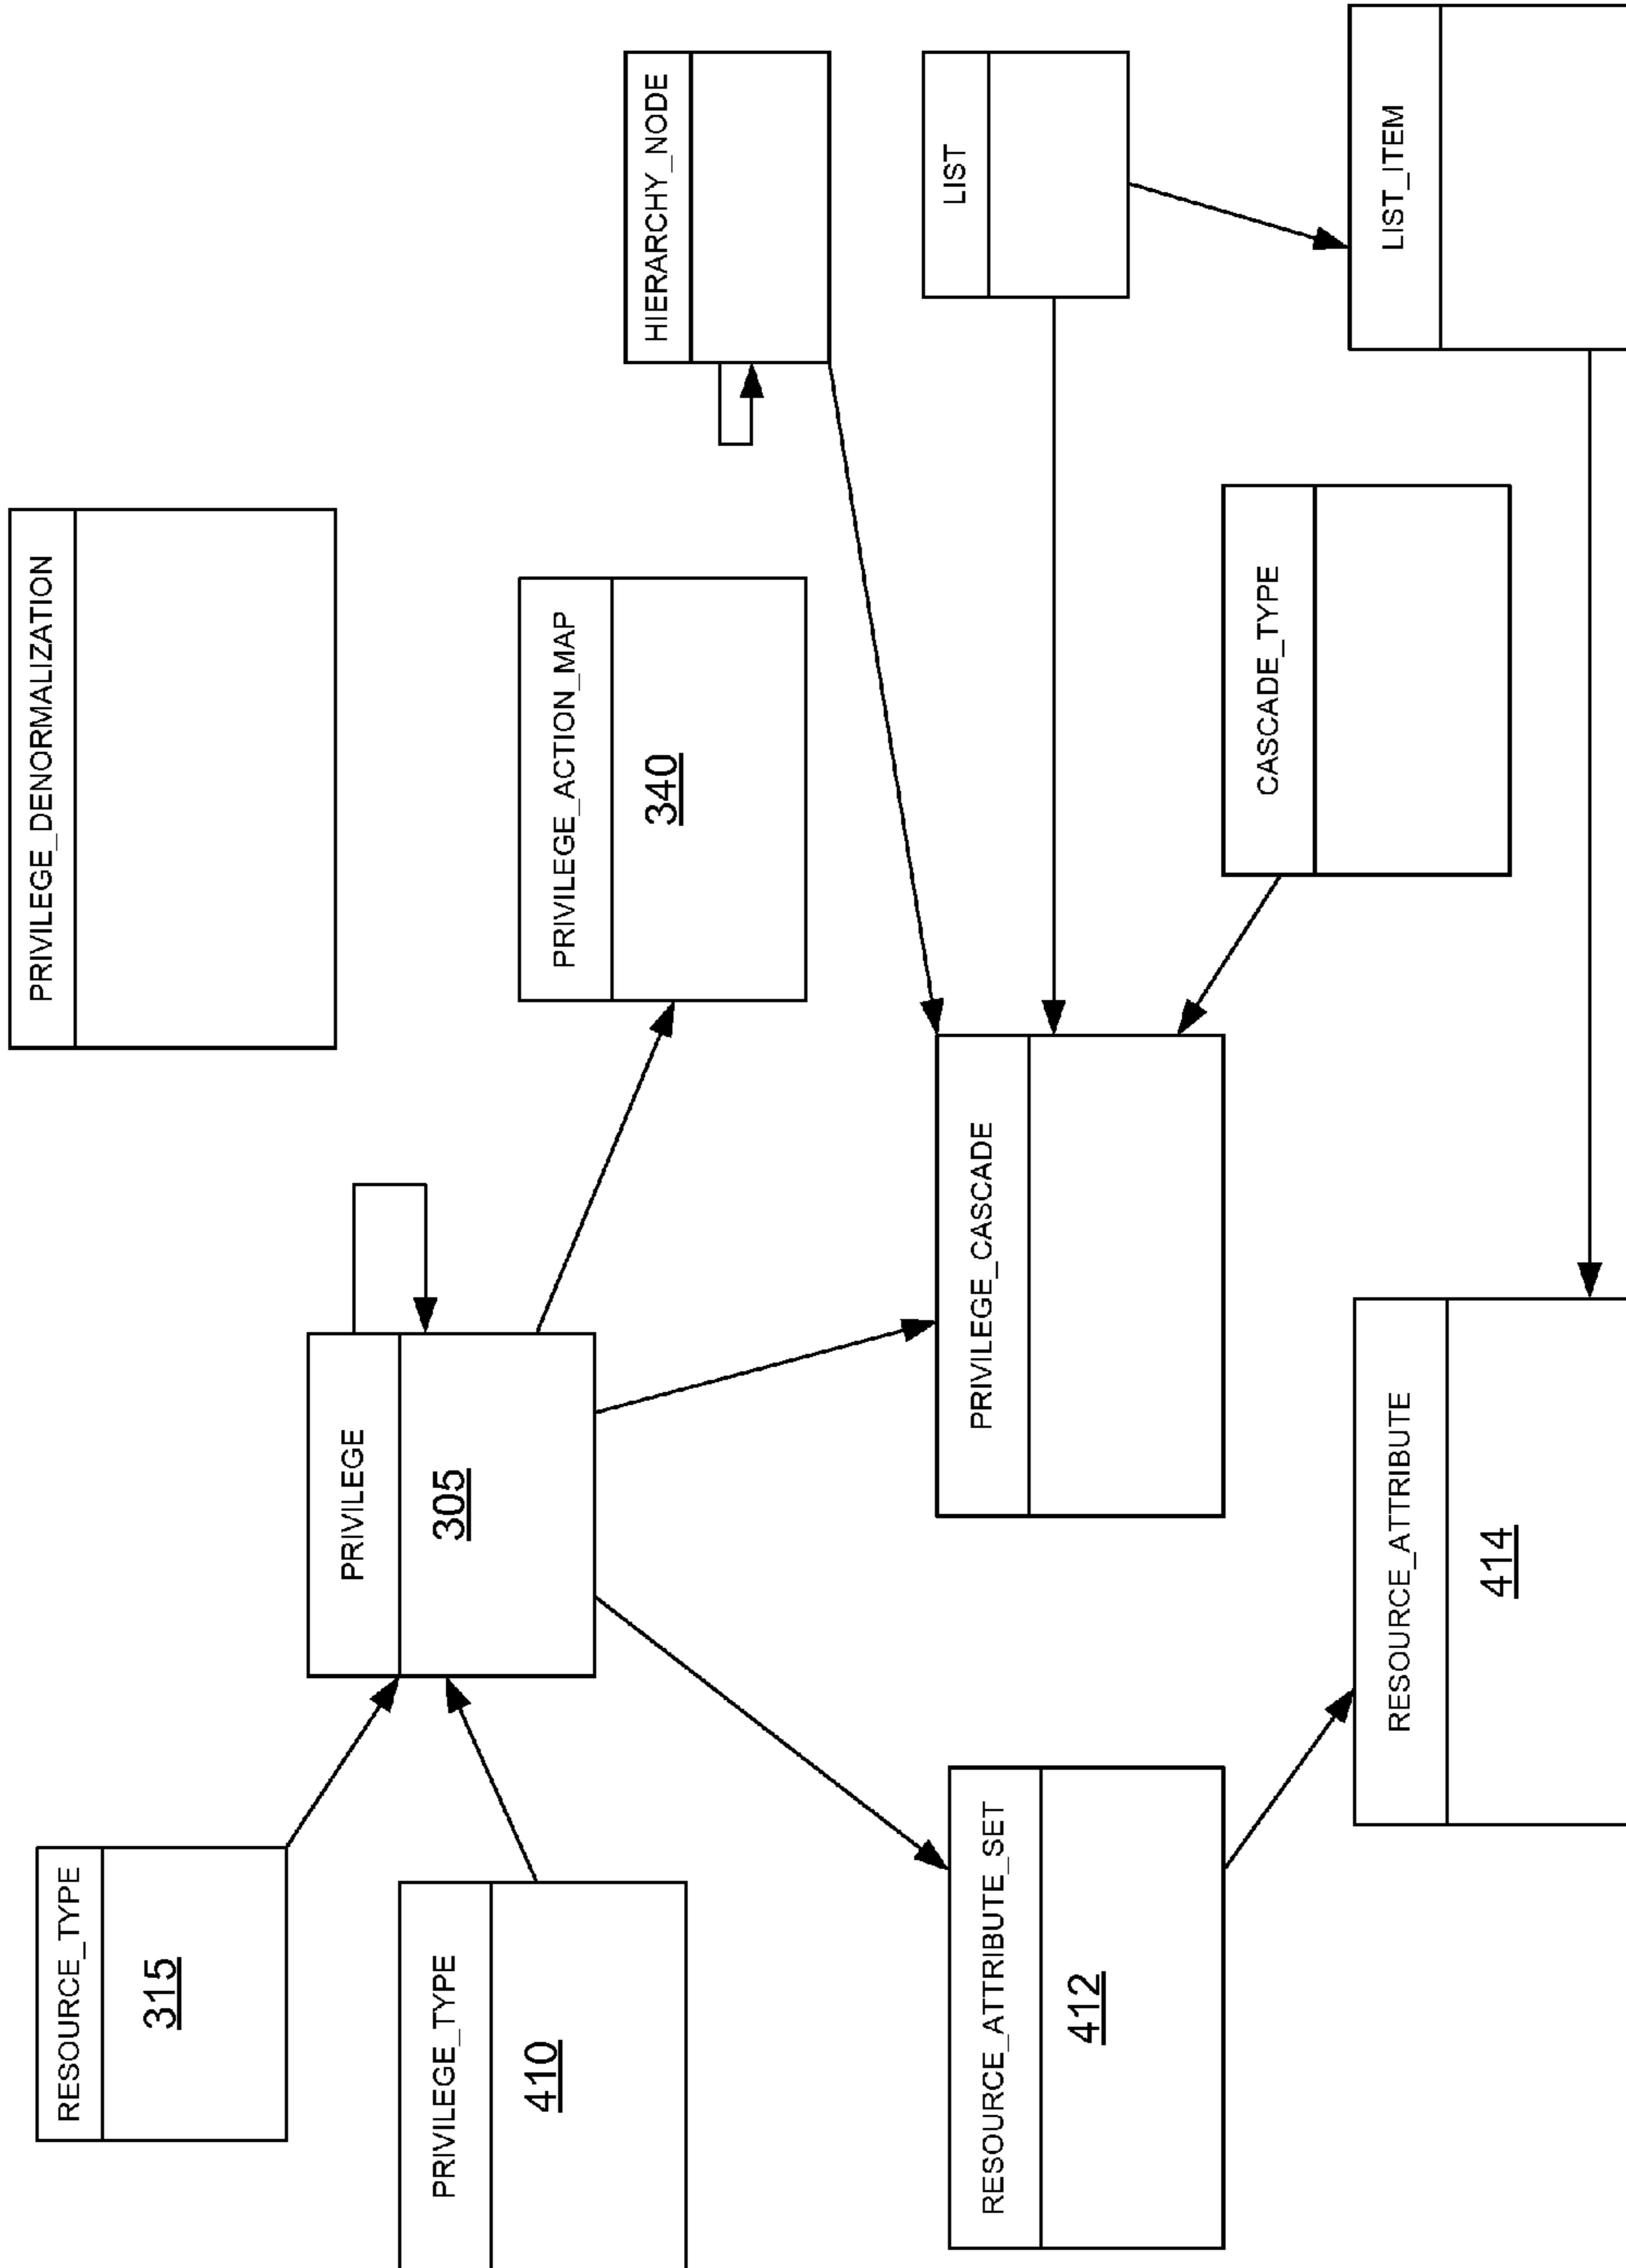 RESOURCE_TYPE
315
PRIVILEGE_TYPE
410
PRIVILEGE
305
PRIVILEGE_DENORMALIZATION
PRIVILEGE_ACTION_MAP
340
HIERARCHY_NODE
RESOURCE_ATTRIBUTE_SET
412
PRIVILEGE_CASCADE
LIST
CASCADE_TYPE
RESOURCE_ATTRIBUTE
414
LIST_ITEM